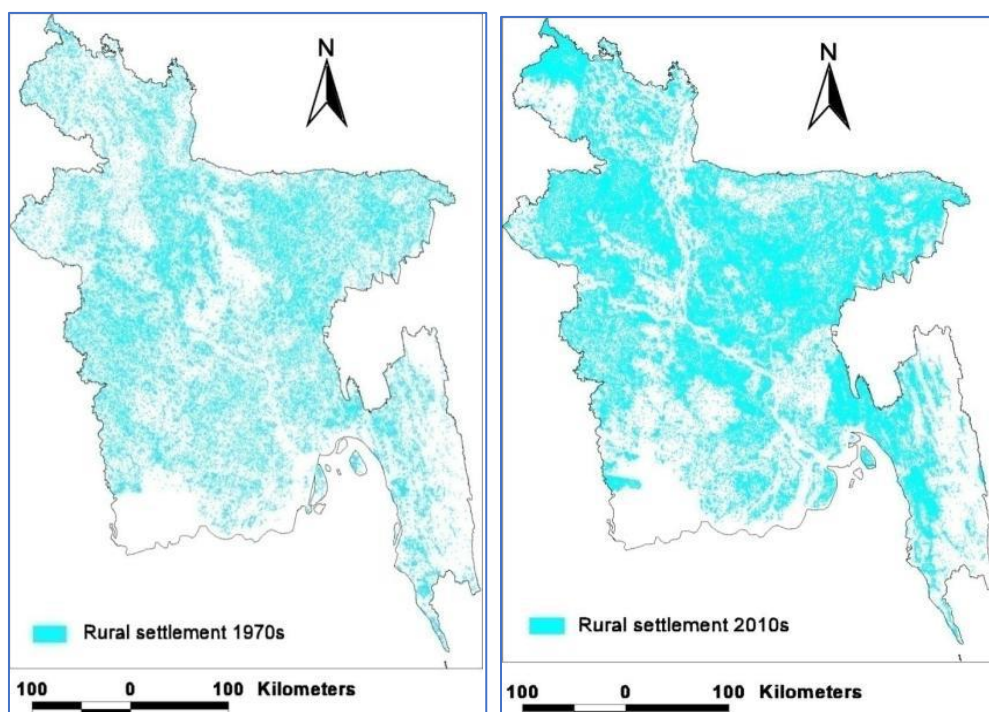 N
Rural settlement 1970s
100 0 100 Kilometers
N
Rural settlement 2010s
100 0 100 Kilometers